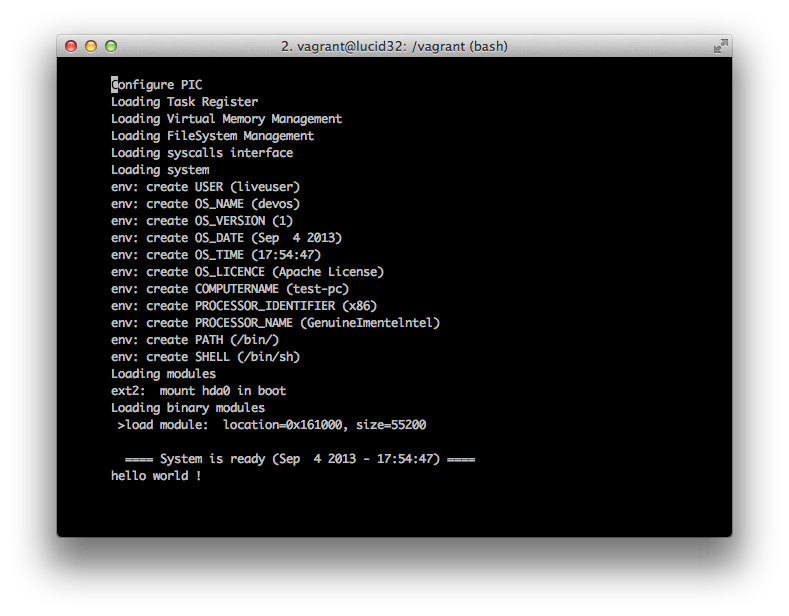 2. vagrant@lucid32: /vagrant (bash)
Configure PIC
Loading Task Register
Loading Virtual Memory Management
Loading FileSystem Management
Loading syscalls interface
Loading system
env: create USER (liveuser)
env: create OS_NAME (devos)
env: create OS_VERSION (1)
env: create OS_DATE (Sep  4 2013)
env: create OS_TIME (17:54:47)
env: create OS_LICENCE (Apache License)
env: create COMPUTERNAME (test-pc)
env: create PROCESSOR_IDENTIFIER (x86)
env: create PROCESSOR_NAME (GenuineImentelntel)
env: create PATH (/bin/)
env: create SHELL (/bin/sh)
Loading modules
ext2:  mount hda0 in boot
Loading binary modules
 >load module:  location=0x161000, size=55200
  ==== System is ready (Sep  4 2013 - 17:54:47) ====
hello world !